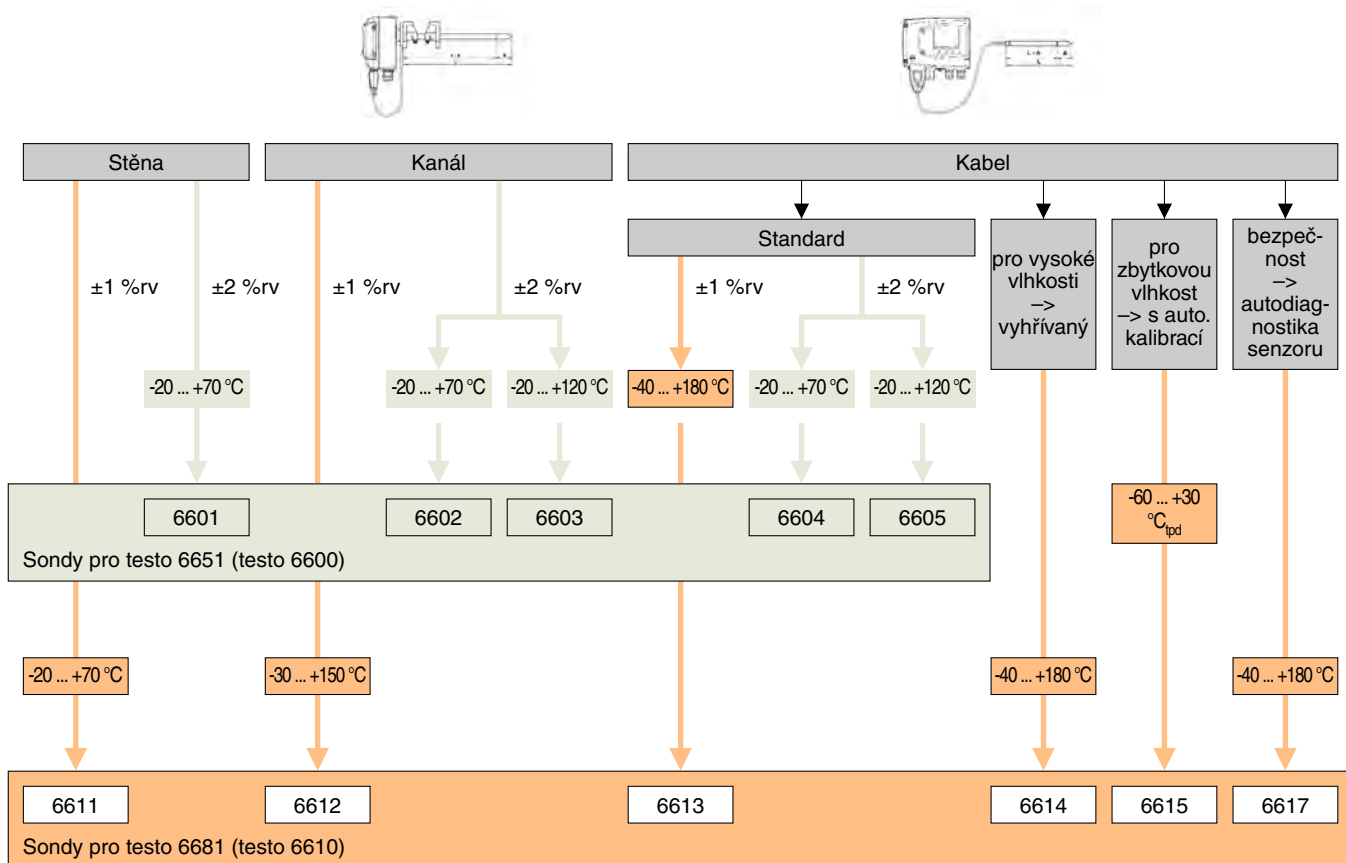 Stěna
Kanál
Kabel
Standard
pro vysoké
vlhkosti
–>
vyhřívaný
pro
zbytkovou
vlhkost
–> s auto.
kalibrací
bezpeč-
nost
–>
autodiag-
nostika
senzoru
±1 %rv
±2 %rv
±1 %rv
±2 %rv
±1 %rv
±2 %rv
-20 ... +70 °C
-20 ... +70 °C
-20 ... +120 °C
-40 ... +180 °C
-20 ... +70 °C
-20 ... +120 °C
6601
6602
6603
6604
6605
-60 ... +30
°Ctpd
Sondy pro testo 6651 (testo 6600)
-20 ... +70 °C
-30 ... +150 °C
-40 ... +180 °C
-40 ... +180 °C
6611
6612
6613
6614
6615
6617
Sondy pro testo 6681 (testo 6610)